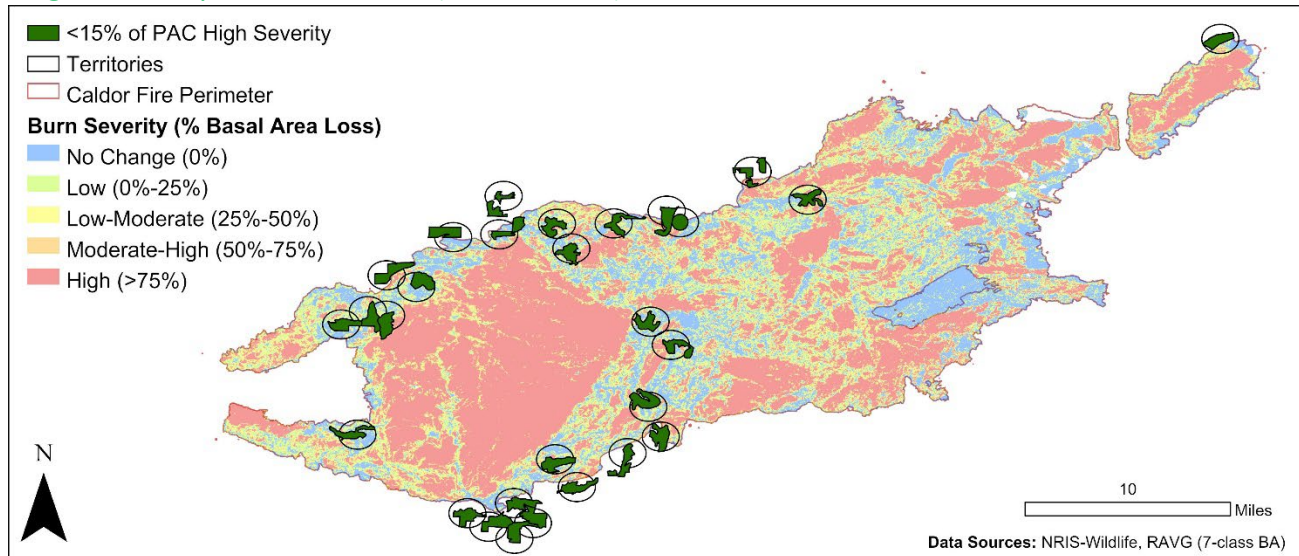 <15% of PAC High Severity
Territories
Caldor Fire Perimeter
Burn Severity (% Basal Area Loss)
No Change (0%)
Low (0%-25%)
Low-Moderate (25%-50%)
Moderate-High (50%-75%)
High (>75%)
N
10
Miles
Data Sources: NRIS-Wildlife, RAVG (7-class BA)